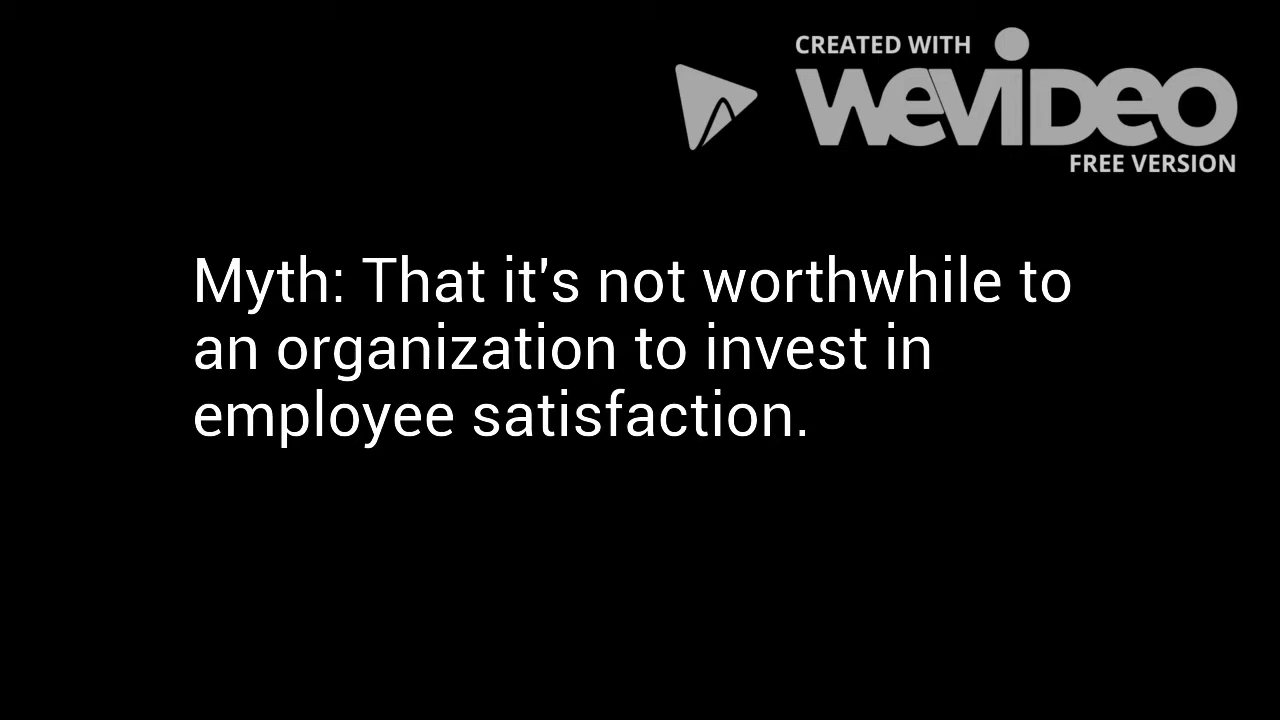 CREATED WITH
WeVideo
FREE VERSION
Myth: That it's not worthwhile to
an organization to invest in
employee satisfaction.